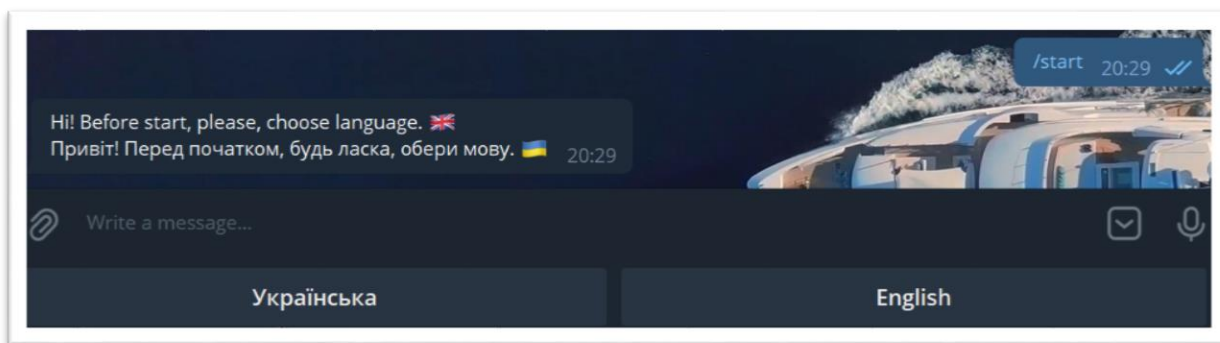 /start 20:29
Hi! Before start, please, choose language. 🇬🇧
Привіт! Перед початком, будь ласка, обери мову. 🇺🇦 20:29
Write a message...
Українська
English